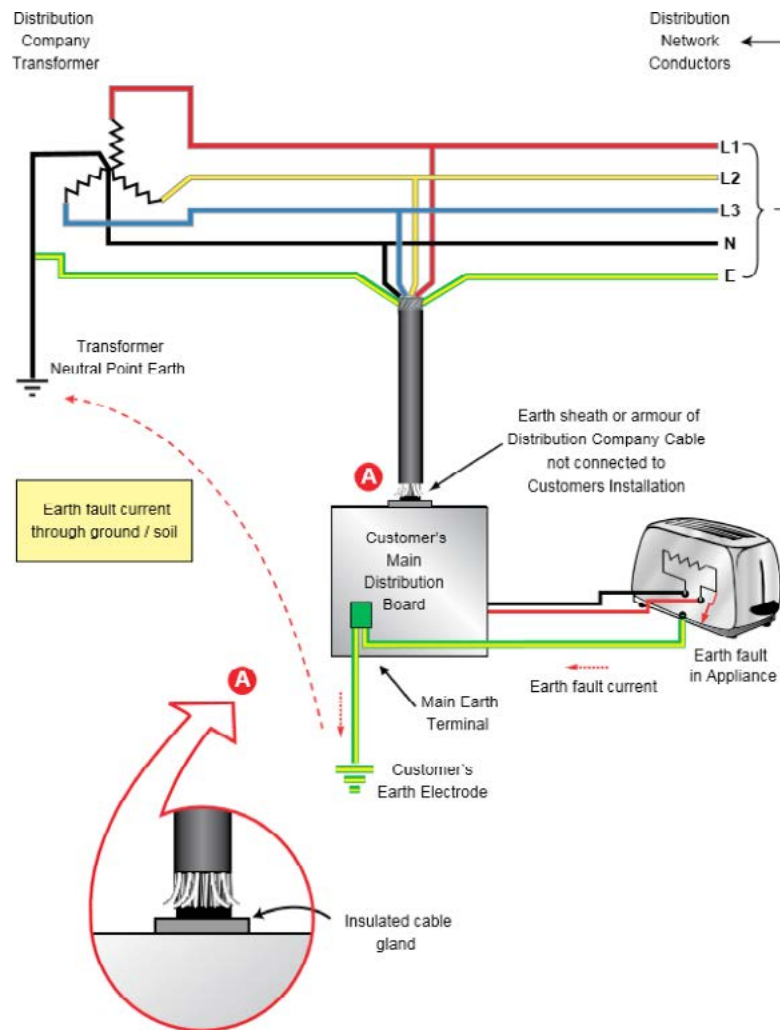 Distribution
Company
Transformer
Distribution
Network
Conductors
L1
L2
L3
N
E
Transformer
Neutral Point Earth
Earth sheath or armour of
Distribution Company Cable
not connected to
Customers Installation
A
Earth fault current
through ground / soil
Customer's
Main
Distribution
Board
Earth fault
in Appliance
Earth fault current
A
Main Earth
Terminal
Customer's
Earth Electrode
Insulated cable
gland